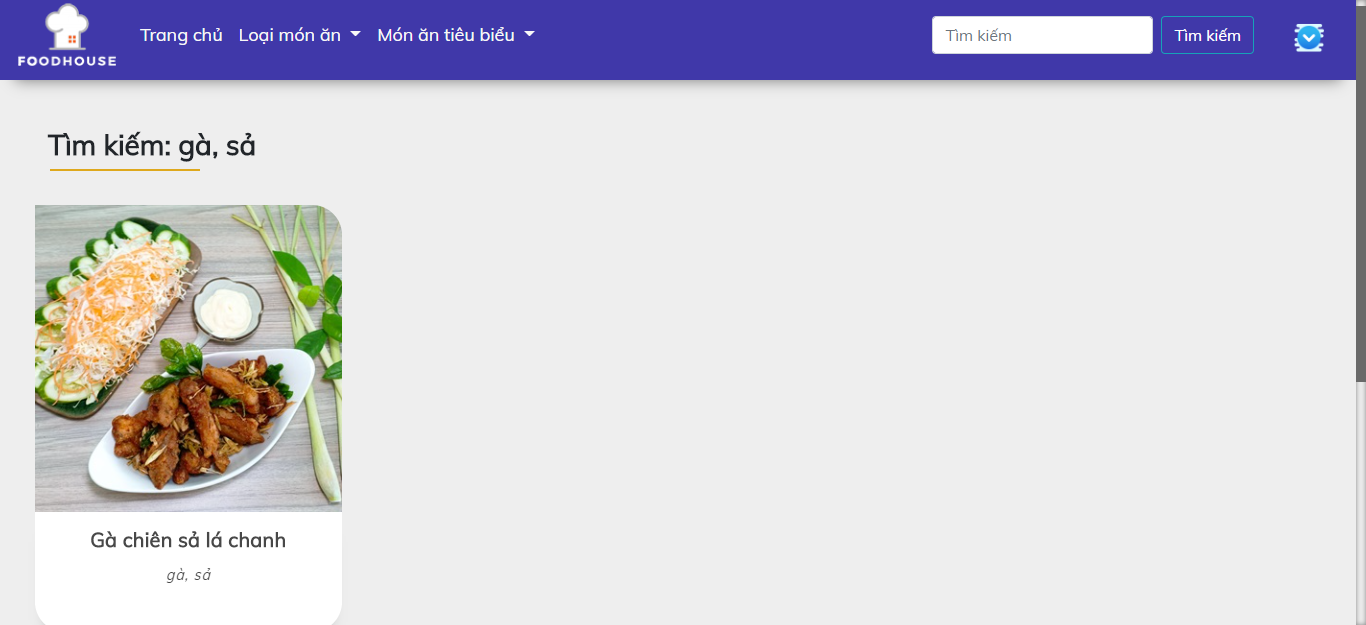 FOODHOUSE
Trang chủ Loại món ăn Món ăn tiêu biểu Tìm kiếm Tìm kiếm
Tìm kiếm: gà, sả
Gà chiên sả lá chanh
gà, sả